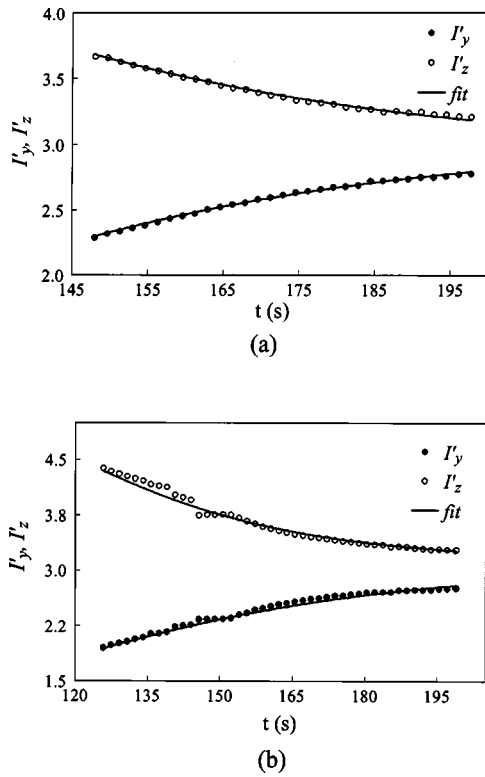 4.0
3.5
3.0
2.5
2.0
I'y, I'z
I'y
I'z
fit
145 155 165 175 185 195
t (s)
(a)
4.5
3.8
3.0
2.2
1.5
I'y, I'z
I'y
I'z
fit
120 135 150 165 180 195
t (s)
(b)